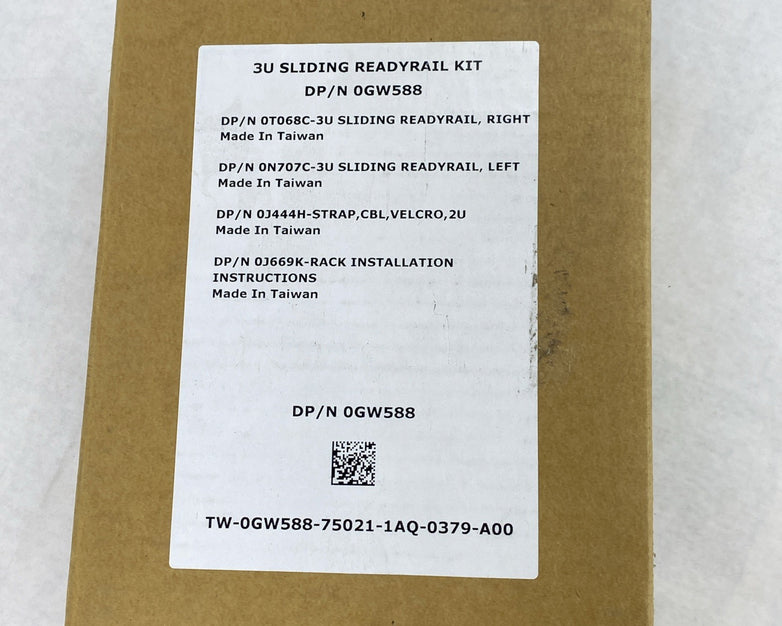 3U SLIDING READYRAIL KIT
DP/N 0GW588
DP/N 0T068C-3U SLIDING READYRAIL, RIGHT
Made In Taiwan
DP/N 0N707C-3U SLIDING READYRAIL, LEFT
Made In Taiwan
DP/N 0J444H-STRAP,CBL,VELCRO,2U
Made In Taiwan
DP/N 0J669K-RACK INSTALLATION
INSTRUCTIONS
Made In Taiwan
DP/N 0GW588
TW-0GW588-75021-1AQ-0379-A00